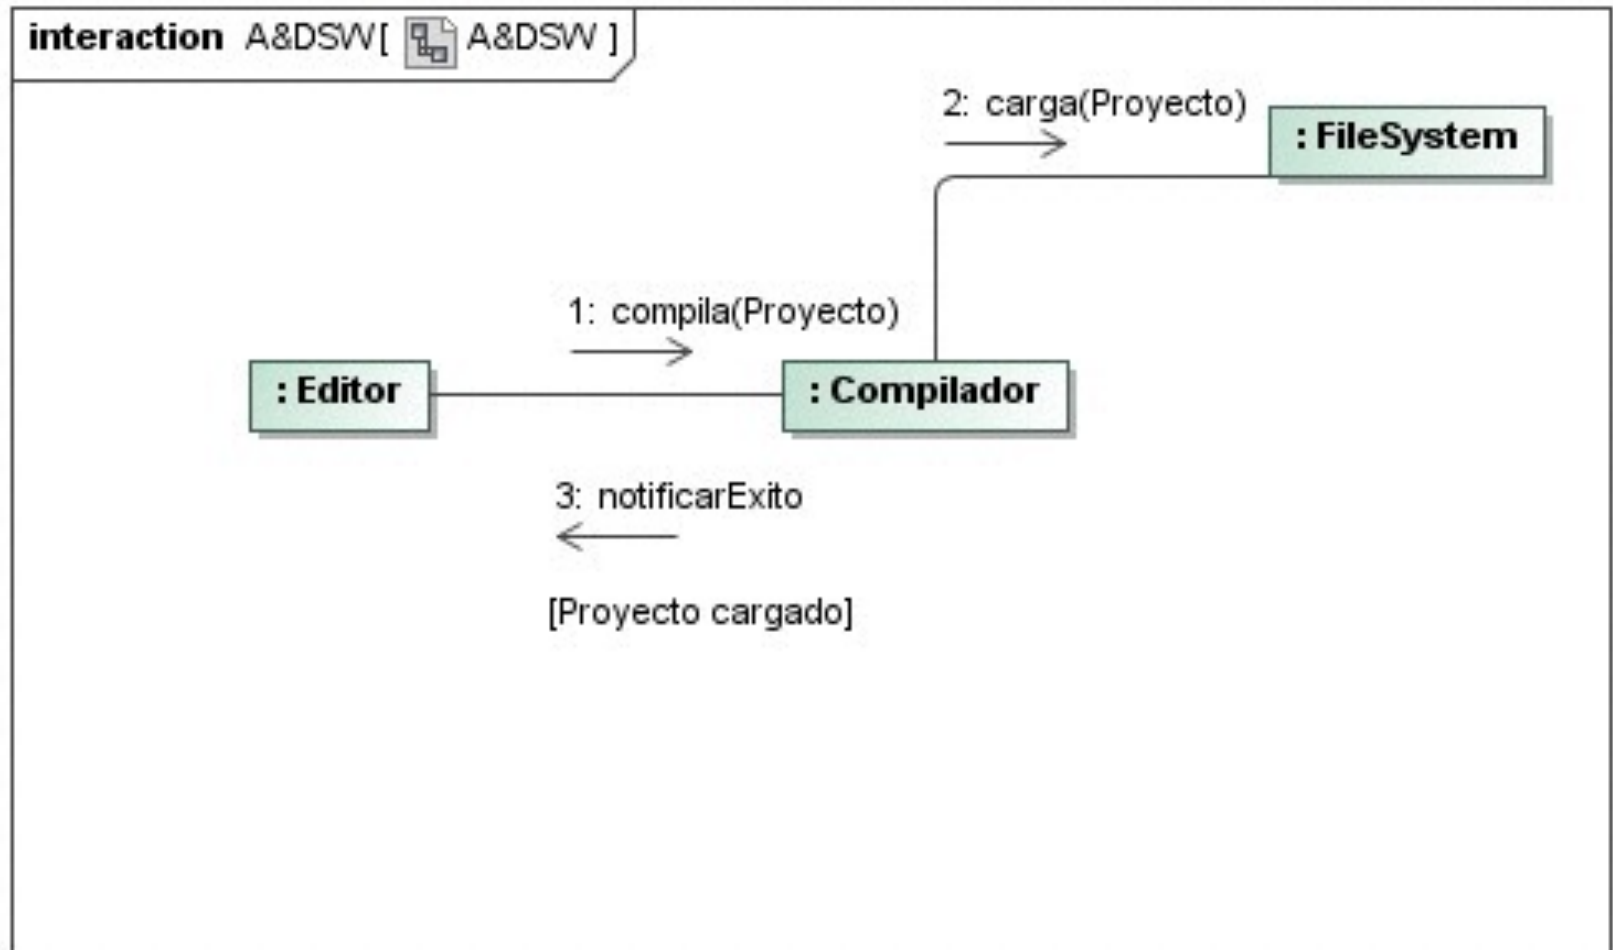 interaction A&DSW[ A&DSW ]
2: carga(Proyecto)
: FileSystem
1: compila(Proyecto)
: Editor
: Compilador
3: notificarExito
[Proyecto cargado]